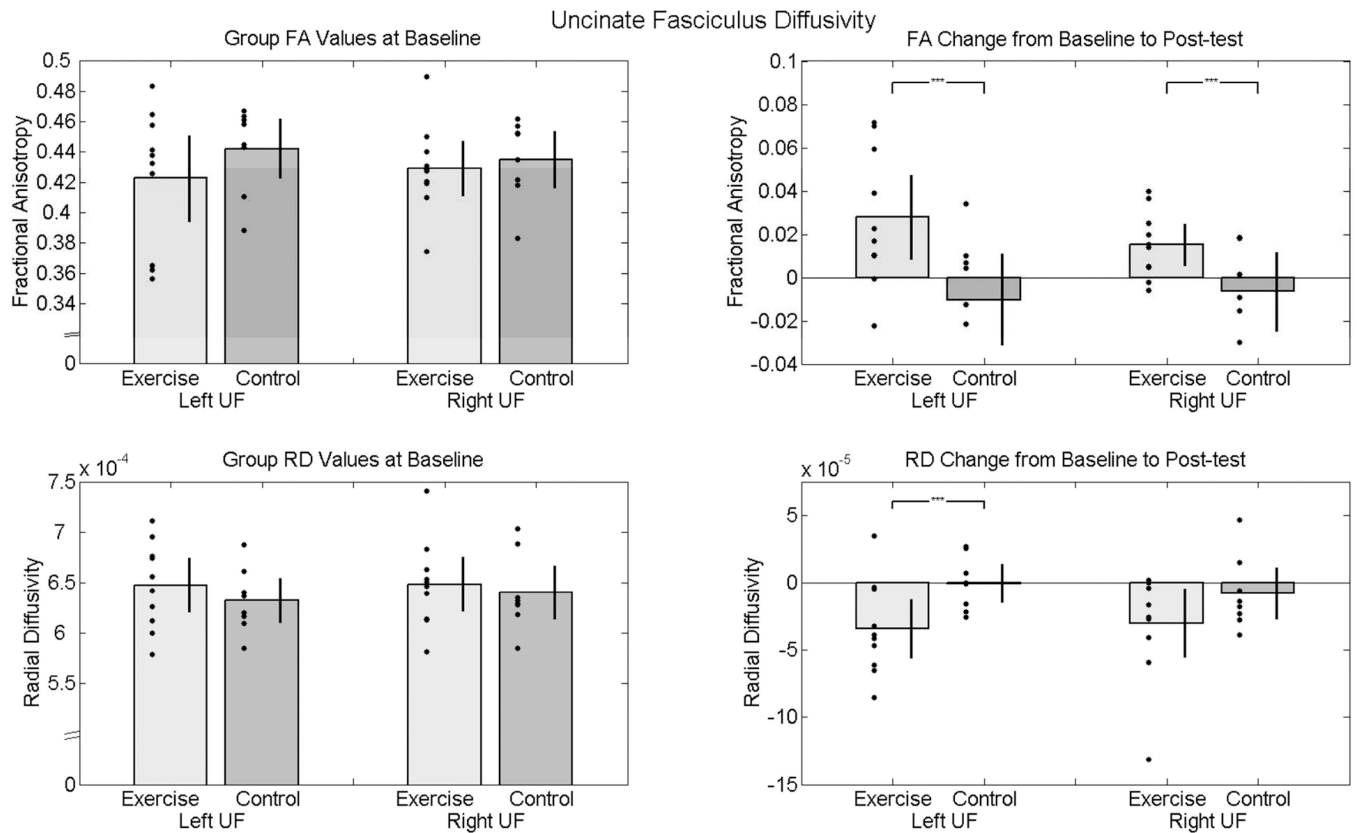 Uncinate Fasciculus Diffusivity
Group FA Values at Baseline
0.5
0.48
0.46
0.44
0.42
0.4
0.38
0.36
0.34
0
Fractional Anisotropy
Exercise Control Exercise Control
Left UF Right UF
FA Change from Baseline to Post-test
0.1
0.08
0.06
0.04
0.02
0
-0.02
-0.04
Fractional Anisotropy
*** ***
Exercise Control Exercise Control
Left UF Right UF
Group RD Values at Baseline
x 10-4
7.5
7
6.5
6
5.5
0
Radial Diffusivity
Exercise Control Exercise Control
Left UF Right UF
RD Change from Baseline to Post-test
x 10-5
5
0
-5
-10
-15
Radial Diffusivity
***
Exercise Control Exercise Control
Left UF Right UF